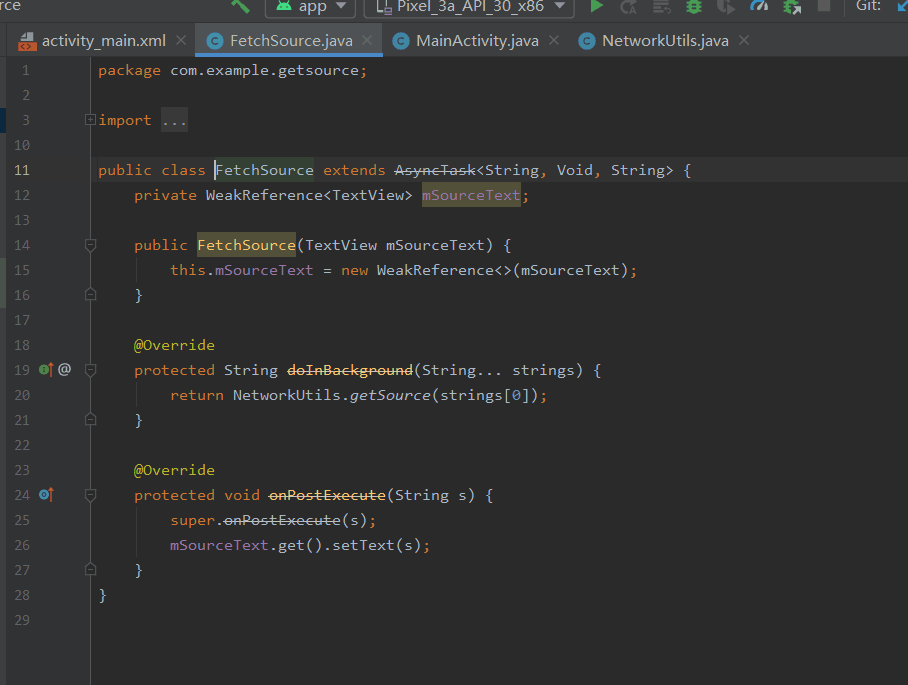 rce app Pixel_3a_API_30_x86 Git:
activity_main.xml FetchSource.java MainActivity.java NetworkUtils.java
1 package com.example.getsource;
2
3 import ...
10
11 public class FetchSource extends AsyncTask<String, Void, String> {
12 private WeakReference<TextView> mSourceText;
13
14 public FetchSource(TextView mSourceText) {
15 this.mSourceText = new WeakReference<>(mSourceText);
16 }
17
18 @Override
19 @ protected String doInBackground(String... strings) {
20 return NetworkUtils.getSource(strings[0]);
21 }
22
23 @Override
24 protected void onPostExecute(String s) {
25 super.onPostExecute(s);
26 mSourceText.get().setText(s);
27 }
28 }
29